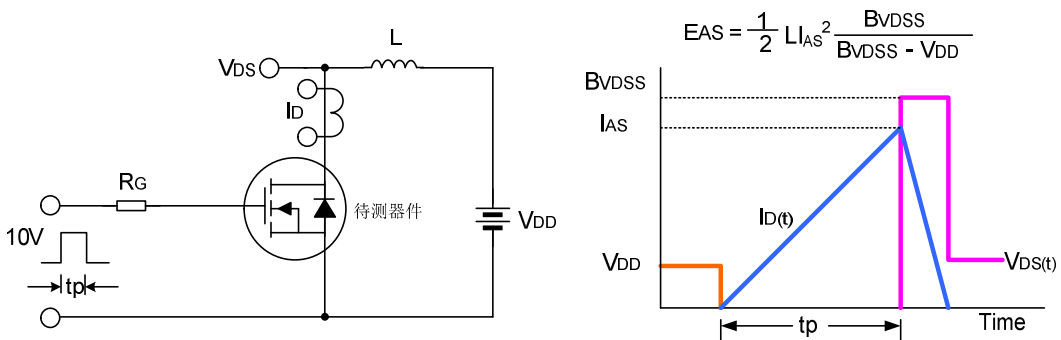 VDS
L
ID
RG
10V
tp
待测器件
VDD
EAS = 1/2 LIAS² BVDSS / BVDSS - VDD
BVDSS
IAS
VDD
ID(t)
VDS(t)
tp
Time